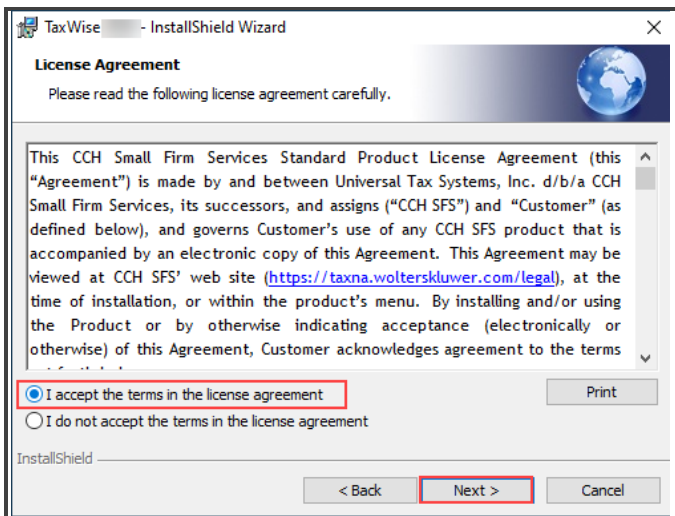 TaxWise - InstallShield Wizard
License Agreement
Please read the following license agreement carefully.
This CCH Small Firm Services Standard Product License Agreement (this
“Agreement”) is made by and between Universal Tax Systems, Inc. d/b/a CCH
Small Firm Services, its successors, and assigns (“CCH SFS”) and “Customer” (as
defined below), and governs Customer’s use of any CCH SFS product that is
accompanied by an electronic copy of this Agreement. This Agreement may be
viewed at CCH SFS’ web site (https://taxna.wolterskluwer.com/legal), at the
time of installation, or within the product’s menu. By installing and/or using
the Product or by otherwise indicating acceptance (electronically or
otherwise) of this Agreement, Customer acknowledges agreement to the terms
I accept the terms in the license agreement
Print
I do not accept the terms in the license agreement
InstallShield
< Back
Next >
Cancel